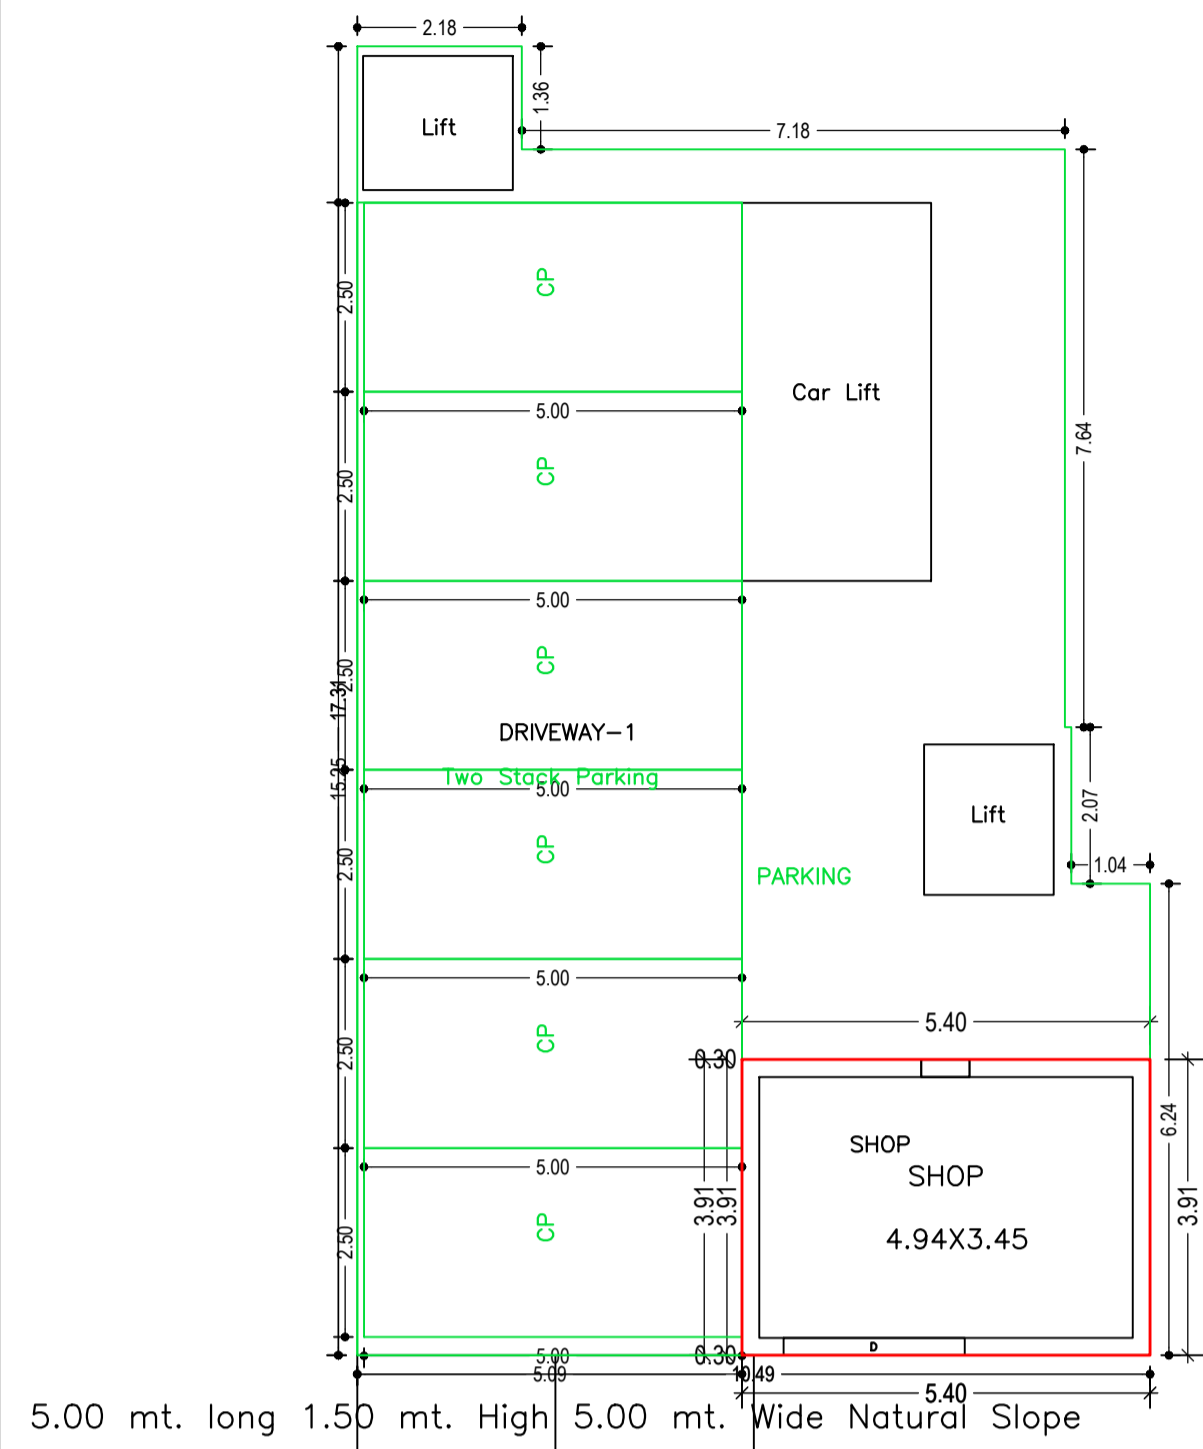 2.18
1.36
Lift
7.18
CP
2.50
Car Lift
5.00
7.64
CP
2.50
5.00
CP
2.50
17.31
DRIVEWAY-1
Two Stack Parking
15.25
5.00
2.07
Lift
CP
2.50
1.04
PARKING
5.00
5.40
CP
2.50
0.30
6.24
SHOP
5.00
SHOP
3.91
3.91
3.91
CP
2.50
4.94X3.45
D
5.00
0.30
5.09
10.49
5.40
5.00 mt. long 1.50 mt. High 5.00 mt. Wide Natural Slope